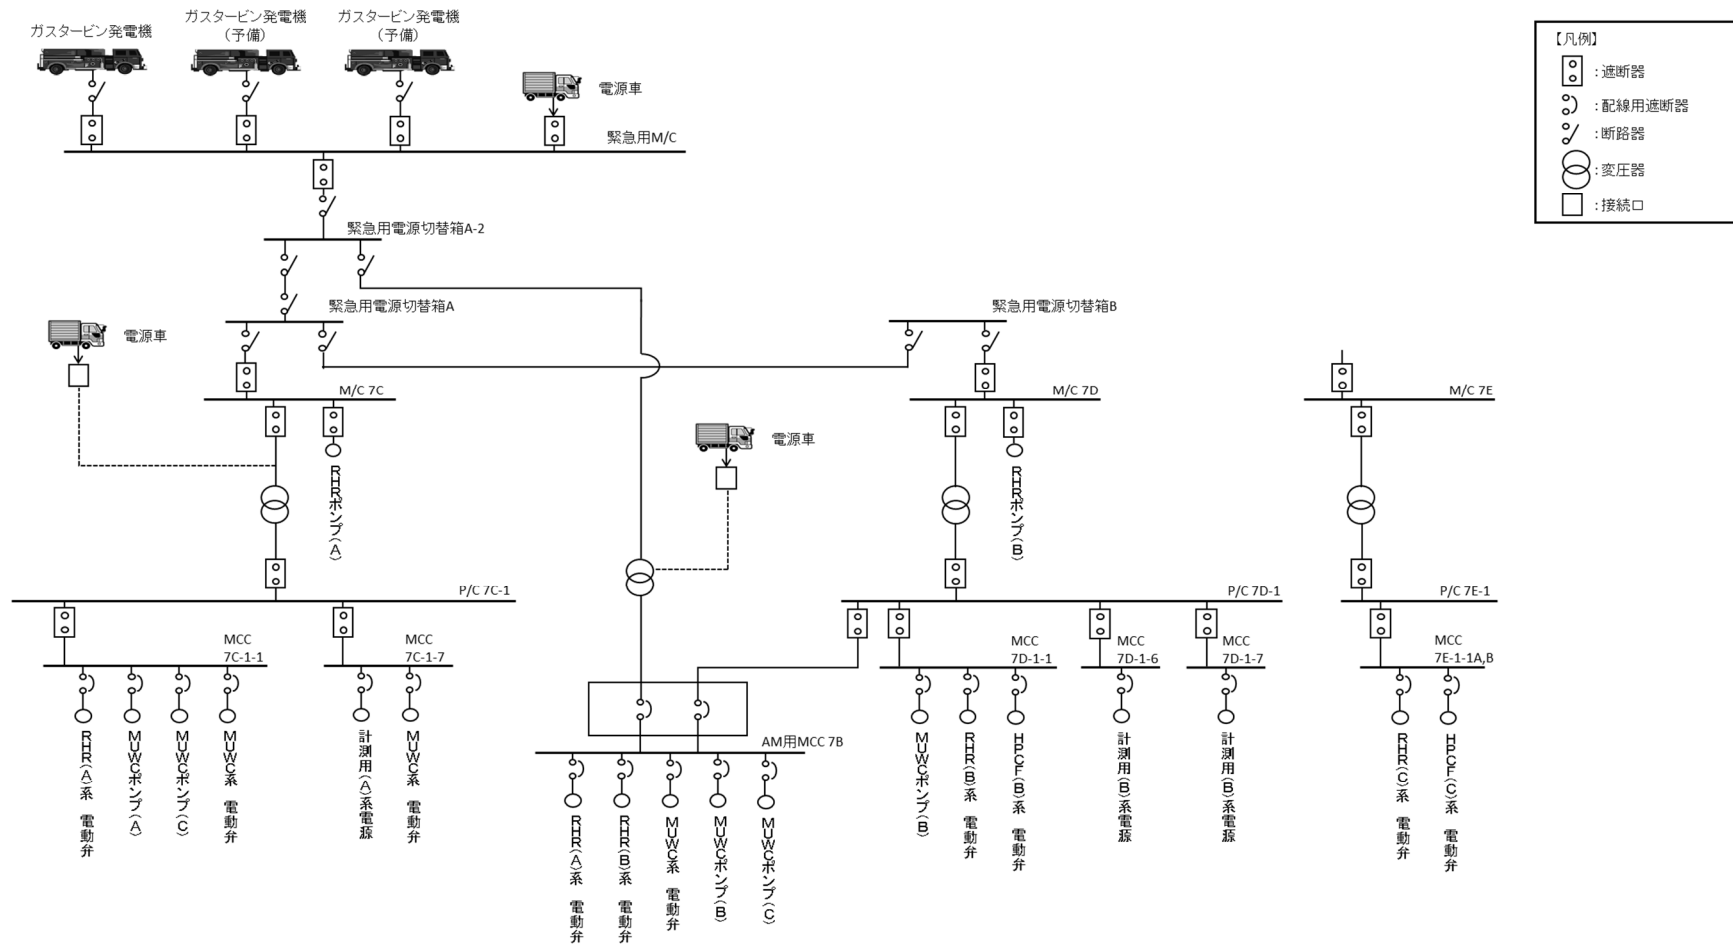 ガスタービン発電機
ガスタービン発電機
（予備）
ガスタービン発電機
（予備）
電源車
緊急用M/C
【凡例】
：遮断器
：配線用遮断器
：断路器
：変圧器
：接続口
緊急用電源切替箱A-2
緊急用電源切替箱A
緊急用電源切替箱B
電源車
M/C 7C
M/C 7D
M/C 7E
電源車
RHRポンプ（A）
RHRポンプ（B）
P/C 7C-1
P/C 7D-1
P/C 7E-1
MCC
7C-1-1
MCC
7C-1-7
MCC
7D-1-1
MCC
7D-1-6
MCC
7D-1-7
MCC
7E-1-1A,B
RHR（A）系 電動弁
MUWCポンプ（A）
MUWCポンプ（C）
MUWC系 電動弁
計測用（A）系電源
MUWC系 電動弁
AM用MCC 7B
MUWCポンプ（B）
RHR（B）系 電動弁
HPCF（B）系 電動弁
計測用（B）系電源
計測用（B）系電源
RHR（C）系 電動弁
HPCF（C）系 電動弁
RHR（A）系 電動弁
RHR（B）系 電動弁
MUWC系 電動弁
MUWCポンプ（B）
MUWCポンプ（C）